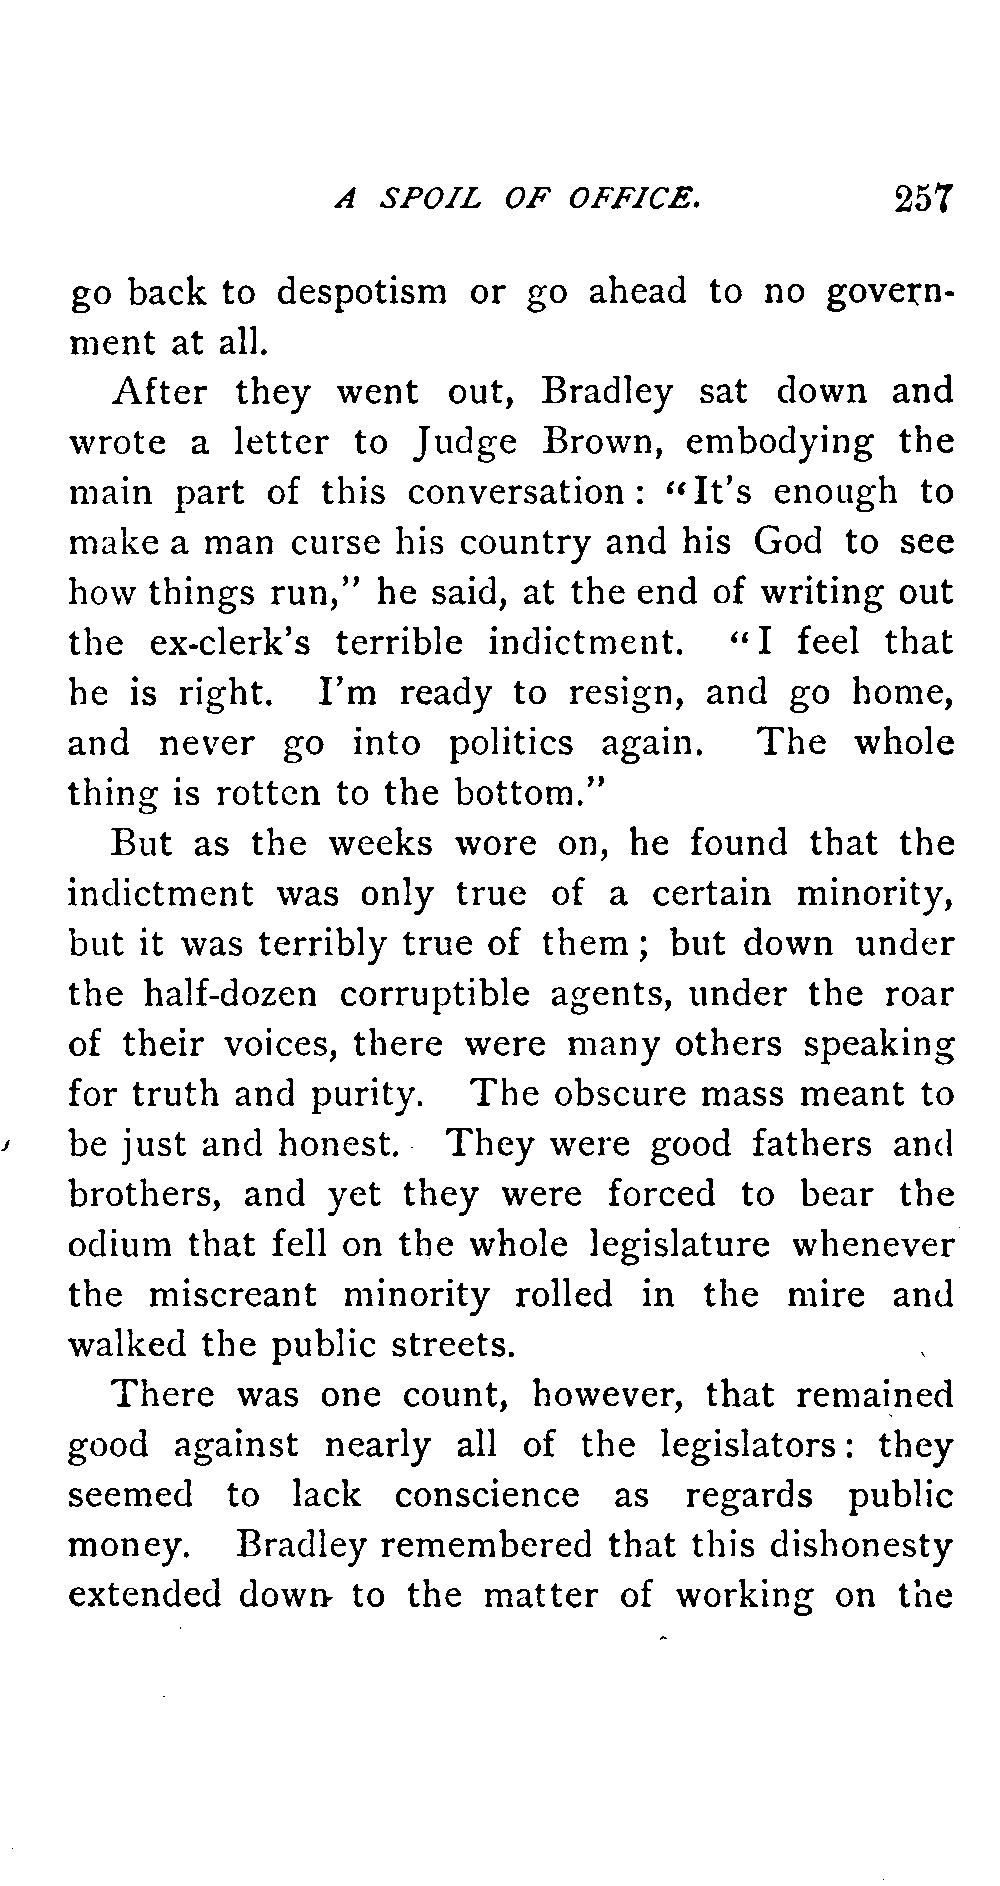 A SPOIL OF OFFICE. 257
go back to despotism or go ahead to no govern-
ment at all.
After they went out, Bradley sat down and
wrote a letter to Judge Brown, embodying the
main part of this conversation: "It's enough to
make a man curse his country and his God to see
how things run," he said, at the end of writing out
the ex-clerk's terrible indictment. "I feel that
he is right. I'm ready to resign, and go home,
and never go into politics again. The whole
thing is rotten to the bottom."
But as the weeks wore on, he found that the
indictment was only true of a certain minority,
but it was terribly true of them; but down under
the half-dozen corruptible agents, under the roar
of their voices, there were many others speaking
for truth and purity. The obscure mass meant to
be just and honest. They were good fathers and
brothers, and yet they were forced to bear the
odium that fell on the whole legislature whenever
the miscreant minority rolled in the mire and
walked the public streets.
There was one count, however, that remained
good against nearly all of the legislators: they
seemed to lack conscience as regards public
money. Bradley remembered that this dishonesty
extended down to the matter of working on the